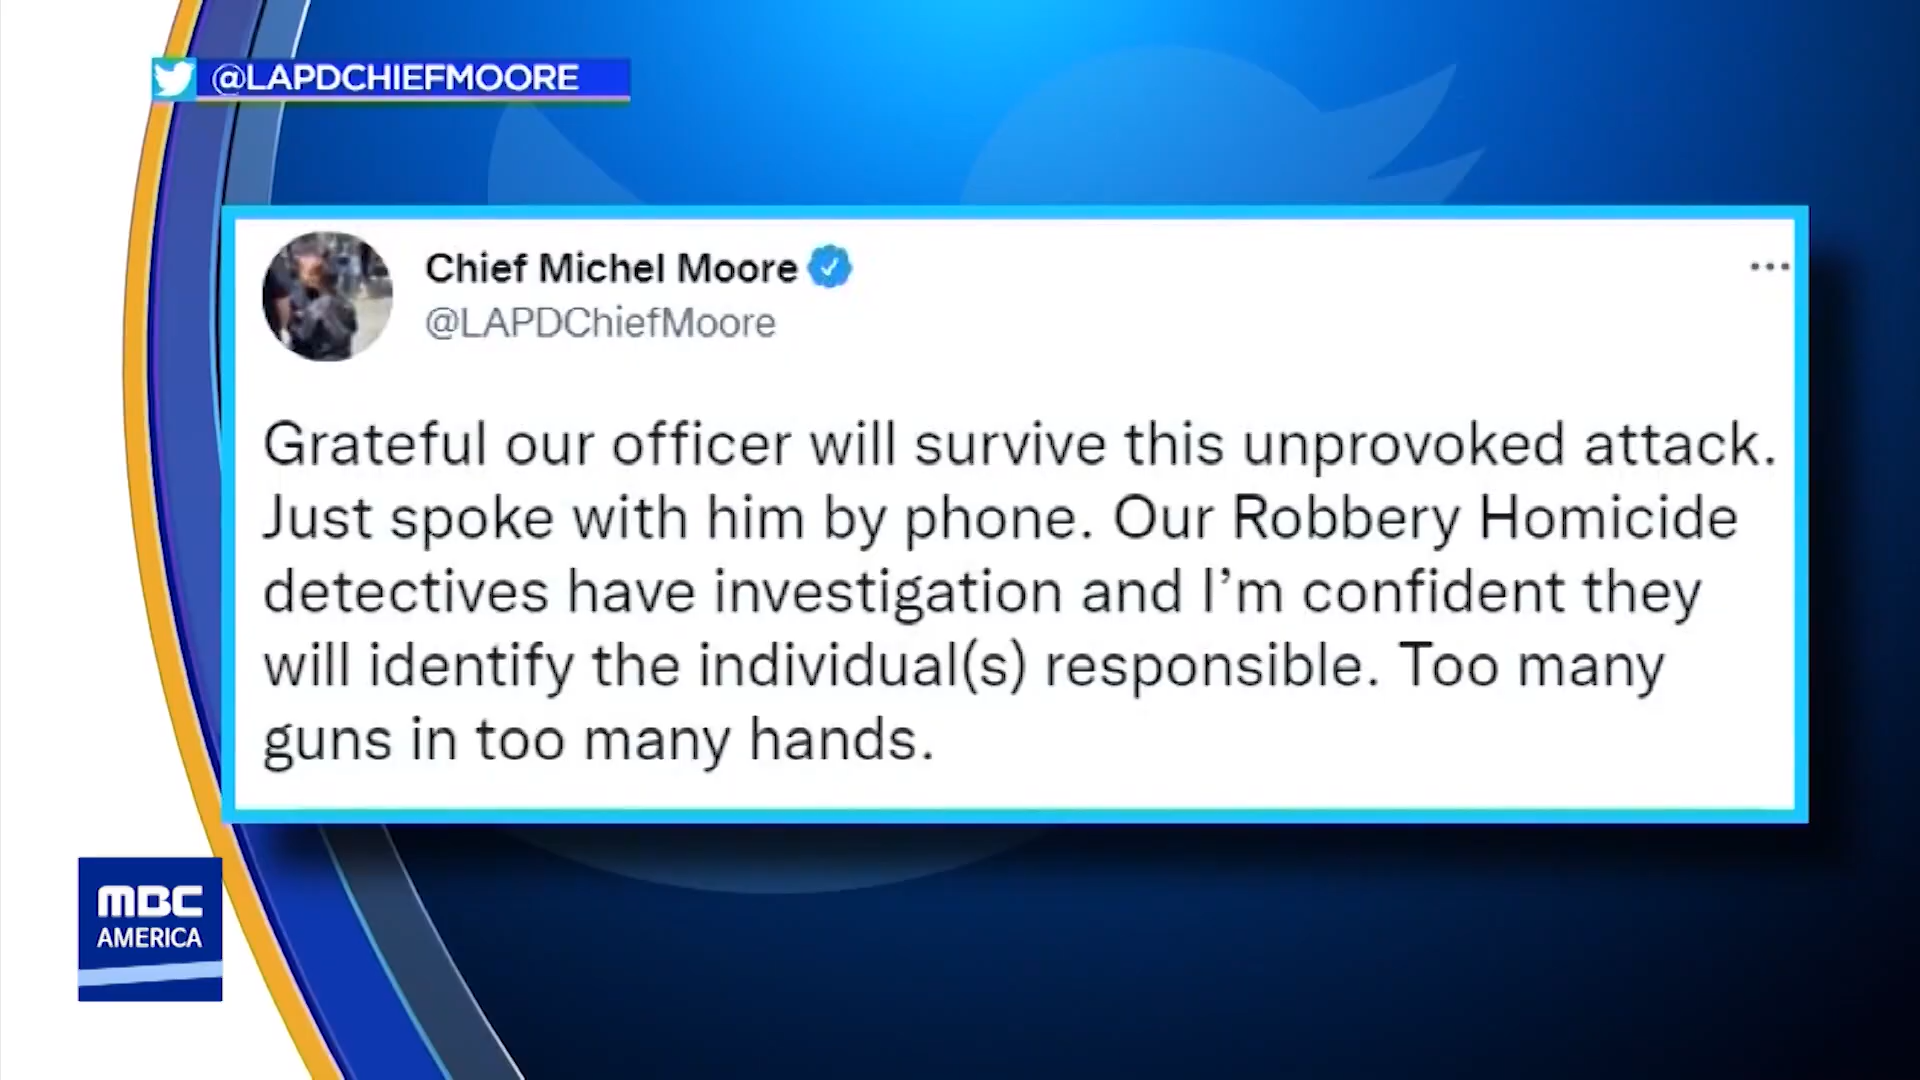 @LAPDCHIEFMOORE
Chief Michel Moore
@LAPDChiefMoore
Grateful our officer will survive this unprovoked attack.
Just spoke with him by phone. Our Robbery Homicide
detectives have investigation and I’m confident they
will identify the individual(s) responsible. Too many
guns in too many hands.
MBC
AMERICA